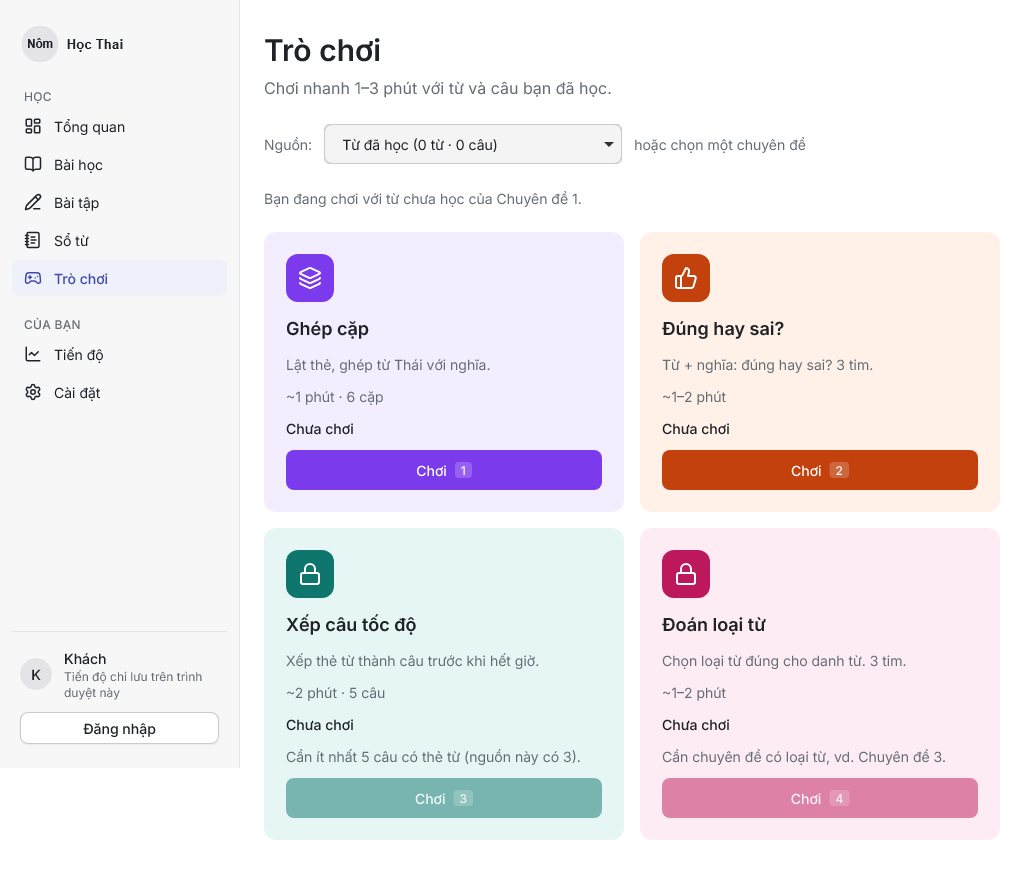 Nôm
Học Thai
HỌC
Tổng quan
Bài học
Bài tập
Sổ từ
Trò chơi
CỦA BẠN
Tiến độ
Cài đặt
K
Khách
Tiến độ chỉ lưu trên trình
duyệt này
Đăng nhập
Trò chơi
Chơi nhanh 1–3 phút với từ và câu bạn đã học.
Nguồn: Từ đã học (0 từ · 0 câu) hoặc chọn một chuyên đề
Bạn đang chơi với từ chưa học của Chuyên đề 1.
Ghép cặp
Lật thẻ, ghép từ Thái với nghĩa.
~1 phút · 6 cặp
Chưa chơi
Chơi 1
Đúng hay sai?
Từ + nghĩa: đúng hay sai? 3 tim.
~1–2 phút
Chưa chơi
Chơi 2
Xếp câu tốc độ
Xếp thẻ từ thành câu trước khi hết giờ.
~2 phút · 5 câu
Chưa chơi
Cần ít nhất 5 câu có thẻ từ (nguồn này có 3).
Chơi 3
Đoán loại từ
Chọn loại từ đúng cho danh từ. 3 tim.
~1–2 phút
Chưa chơi
Cần chuyên đề có loại từ, vd. Chuyên đề 3.
Chơi 4